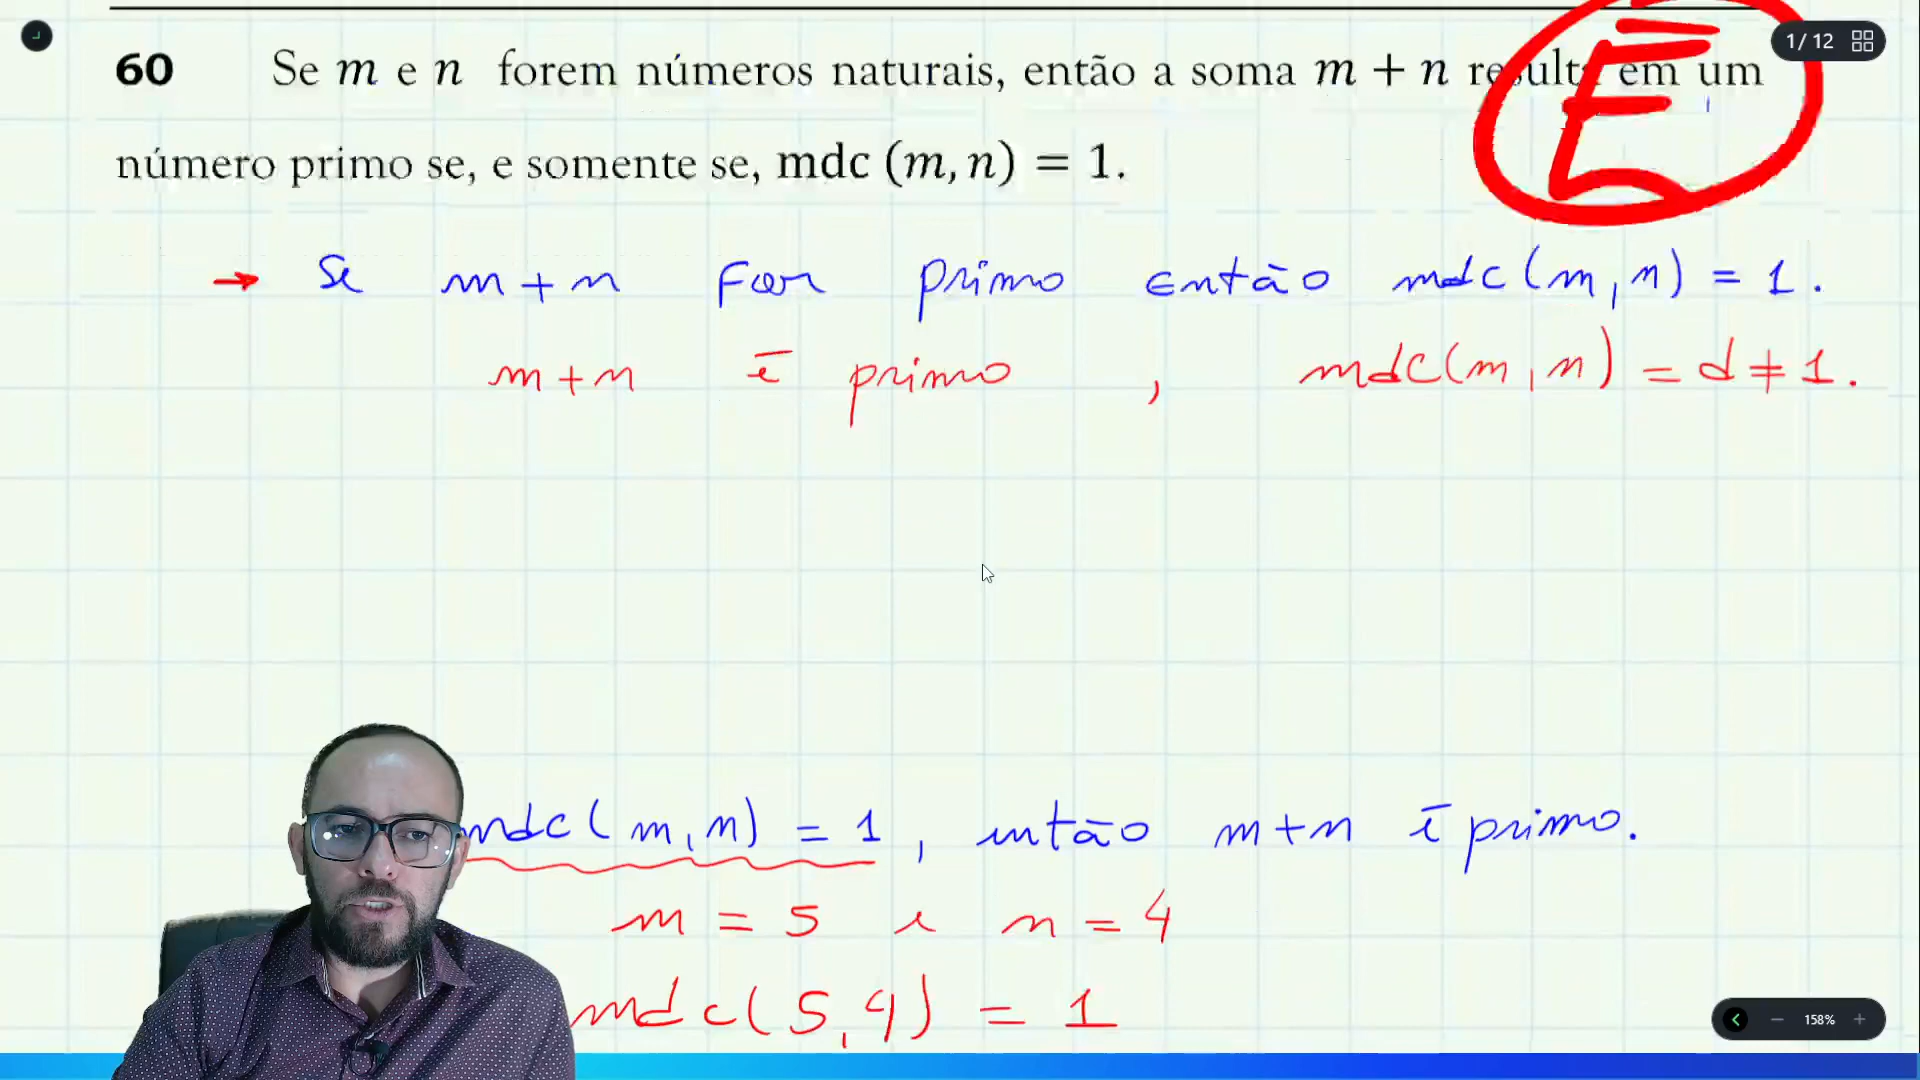 1/12
60 Se m e n forem números naturais, então a soma m + n resulta em um
número primo se, e somente se, mdc (m, n) = 1.
E
→ Se m + n for primo então mdc(m, n) = 1.
m + n é primo , mdc(m, n) = d ≠ 1.
mdc(m, n) = 1 , então m + n é primo.
m = 5 e n = 4
mdc(5,4) = 1
158%